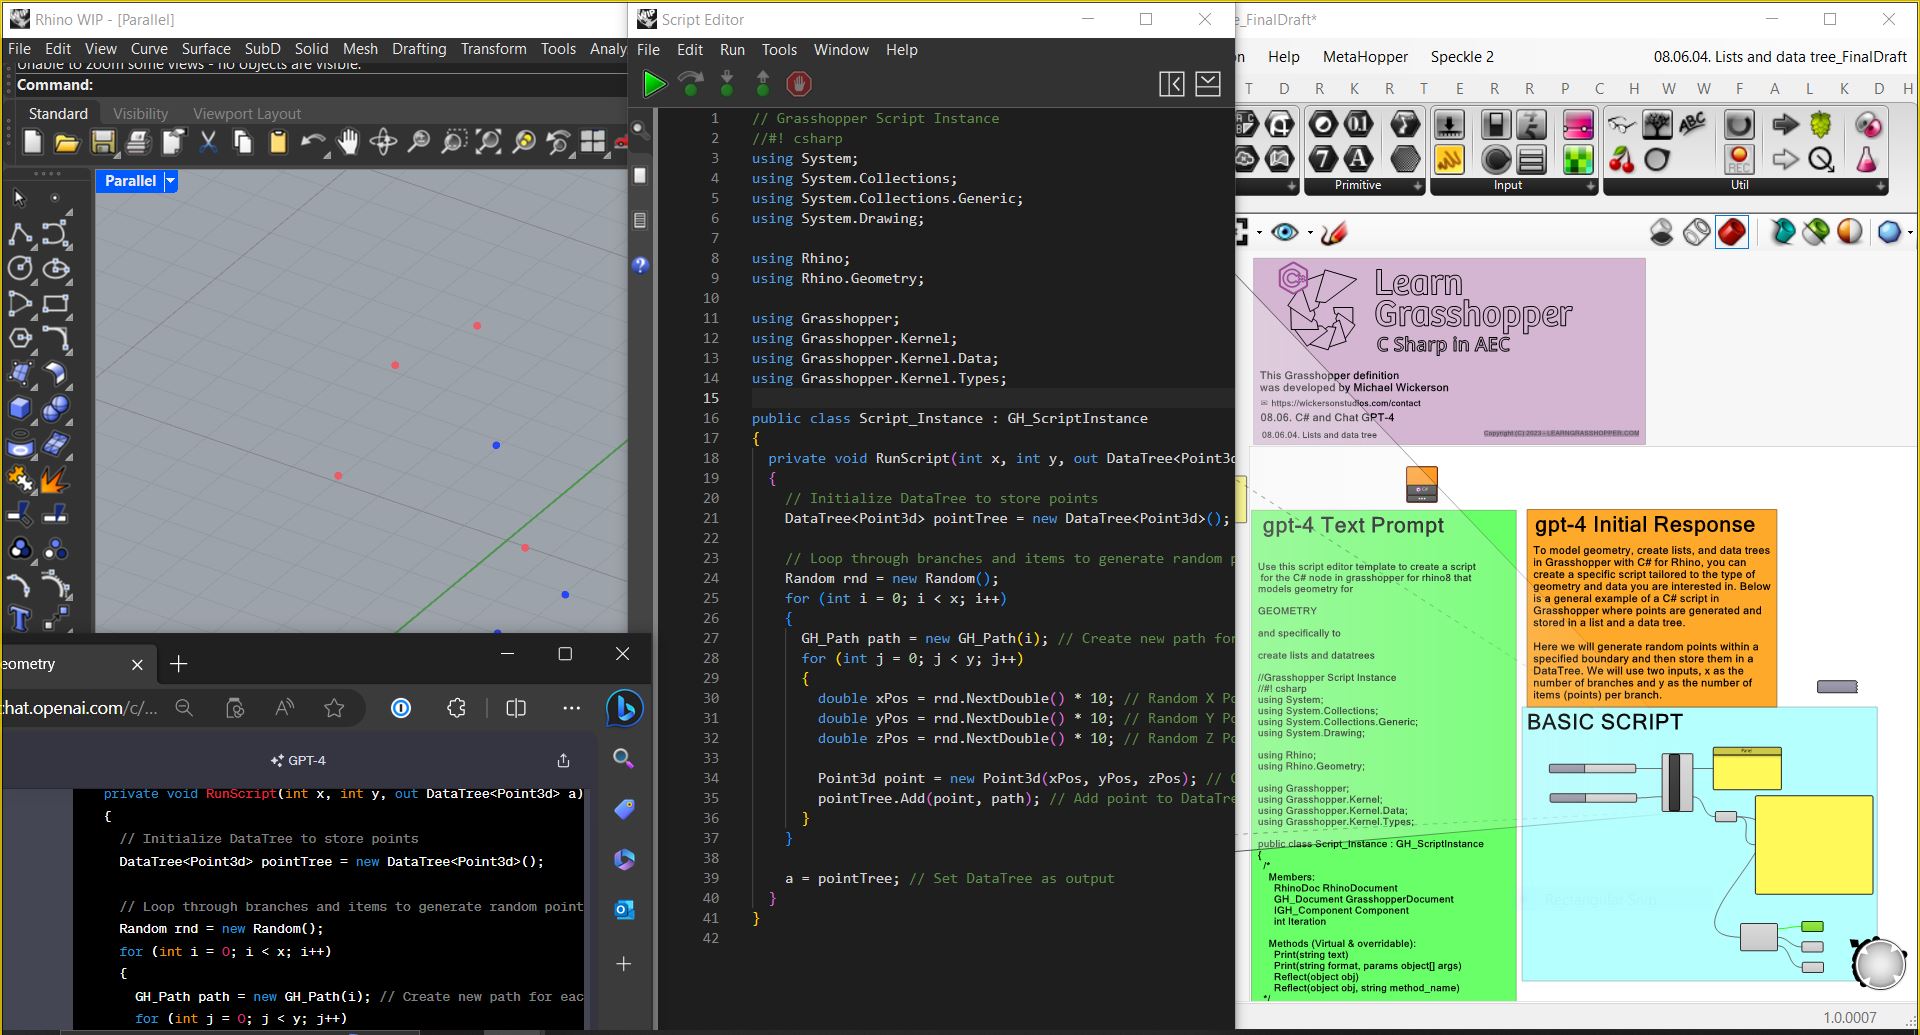 Rhino WIP - [Parallel]
File Edit View Curve Surface SubD Solid Mesh Drafting Transform Tools Analy
Unable to zoom some views - no objects are visible.
Command:
Standard Visibility Viewport Layout
Parallel
eometry
chat.openai.com/c/...
GPT-4
private void RunScript(int x, int y, out DataTree<Point3d> a)
{
// Initialize DataTree to store points
DataTree<Point3d> pointTree = new DataTree<Point3d>();
// Loop through branches and items to generate random point
Random rnd = new Random();
for (int i = 0; i < x; i++)
{
GH_Path path = new GH_Path(i); // Create new path for eac
for (int j = 0; j < y; j++)
Script Editor
File Edit Run Tools Window Help
1 // Grasshopper Script Instance
2 //#! csharp
3 using System;
4 using System.Collections;
5 using System.Collections.Generic;
6 using System.Drawing;
7
8 using Rhino;
9 using Rhino.Geometry;
10
11 using Grasshopper;
12 using Grasshopper.Kernel;
13 using Grasshopper.Kernel.Data;
14 using Grasshopper.Kernel.Types;
15
16 public class Script_Instance : GH_ScriptInstance
17 {
18 private void RunScript(int x, int y, out DataTree<Point3d
19 {
20 // Initialize DataTree to store points
21 DataTree<Point3d> pointTree = new DataTree<Point3d>();
22
23 // Loop through branches and items to generate random p
24 Random rnd = new Random();
25 for (int i = 0; i < x; i++)
26 {
27 GH_Path path = new GH_Path(i); // Create new path for
28 for (int j = 0; j < y; j++)
29 {
30 double xPos = rnd.NextDouble() * 10; // Random X Po
31 double yPos = rnd.NextDouble() * 10; // Random Y Po
32 double zPos = rnd.NextDouble() * 10; // Random Z Po
33
34 Point3d point = new Point3d(xPos, yPos, zPos); // C
35 pointTree.Add(point, path); // Add point to DataTre
36 }
37 }
38
39 a = pointTree; // Set DataTree as output
40 }
41 }
42
e_FinalDraft*
n Help MetaHopper Speckle 2 08.06.04. Lists and data tree_FinalDraft
T D R K R T E R R P C H W W F A L K D H
Primitive Input Util
Learn
Grasshopper
C Sharp in AEC
This Grasshopper definition
was developed by Michael Wickerson
https://wickersonstudios.com/contact
08.06. C# and Chat GPT-4
08.06.04. Lists and data tree Copyright (C) 2023 - LEARNGRASSHOPPER.COM
gpt-4 Text Prompt
Use this script editor template to create a script
for the C# node in grasshopper for rhino8 that
models geometry for
GEOMETRY
and specifically to
create lists and datatrees
//Grasshopper Script Instance
//#! csharp
using System;
using System.Collections;
using System.Collections.Generic;
using System.Drawing;
using Rhino;
using Rhino.Geometry;
using Grasshopper;
using Grasshopper.Kernel;
using Grasshopper.Kernel.Data;
using Grasshopper.Kernel.Types;
public class Script_Instance : GH_ScriptInstance
{
/*
Members:
RhinoDoc RhinoDocument
GH_Document GrasshopperDocument
IGH_Component Component
int Iteration
Methods (Virtual & overridable):
Print(string text)
Print(string format, params object[] args)
Reflect(object obj)
Reflect(object obj, string method_name)
*/
gpt-4 Initial Response
To model geometry, create lists, and data trees
in Grasshopper with C# for Rhino, you can
create a specific script tailored to the type of
geometry and data you are interested in. Below
is a general example of a C# script in
Grasshopper where points are generated and
stored in a list and a data tree.
Here we will generate random points within a
specified boundary and then store them in a
DataTree. We will use two inputs, x as the
number of branches and y as the number of
items (points) per branch.
BASIC SCRIPT
Panel
Rectangular Snip
1.0.0007